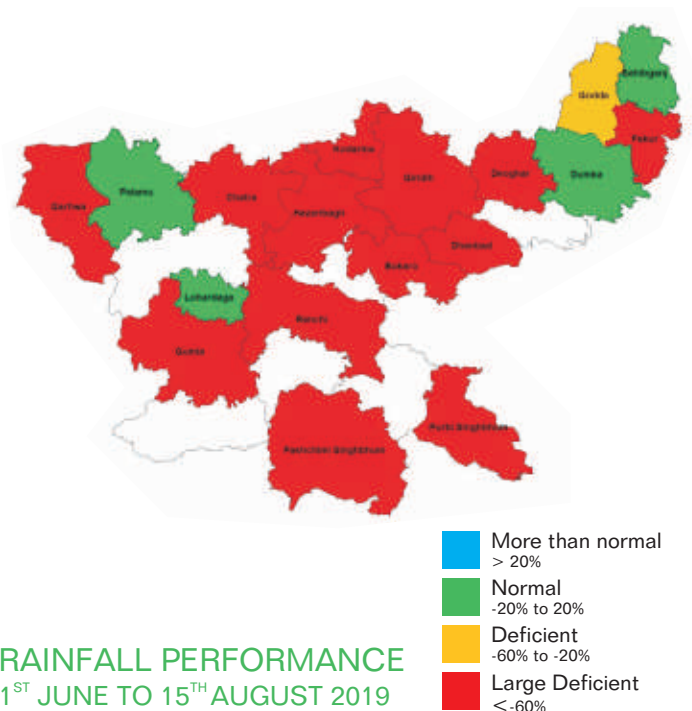 Sahibganj
Godda
Pakur
Koderma
Giridih
Deoghar
Dumka
Garhwa
Palamu
Chatra
Hazaribagh
Dhanbad
Bokaro
Lohardaga
Ranchi
Gumla
Paschim Singhbhum
Purbi Singhbhum
More than normal
> 20%
Normal
-20% to 20%
Deficient
-60% to -20%
Large Deficient
<-60%
RAINFALL PERFORMANCE
1ST JUNE TO 15TH AUGUST 2019